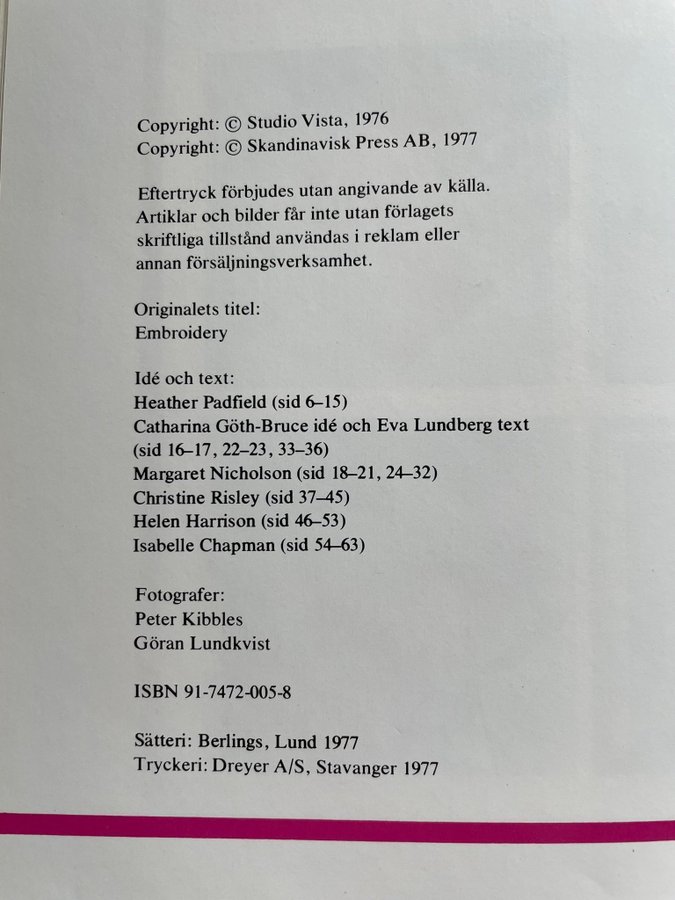 Copyright: © Studio Vista, 1976
Copyright: © Skandinavisk Press AB, 1977
Eftertryck förbjudes utan angivande av källa.
Artiklar och bilder får inte utan förlagets
skriftliga tillstånd användas i reklam eller
annan försäljningsverksamhet.
Originalets titel:
Embroidery
Idé och text:
Heather Padfield (sid 6–15)
Catharina Göth-Bruce idé och Eva Lundberg text
(sid 16–17, 22–23, 33–36)
Margaret Nicholson (sid 18–21, 24–32)
Christine Risley (sid 37–45)
Helen Harrison (sid 46–53)
Isabelle Chapman (sid 54–63)
Fotografer:
Peter Kibbles
Göran Lundkvist
ISBN 91-7472-005-8
Sätteri: Berlings, Lund 1977
Tryckeri: Dreyer A/S, Stavanger 1977